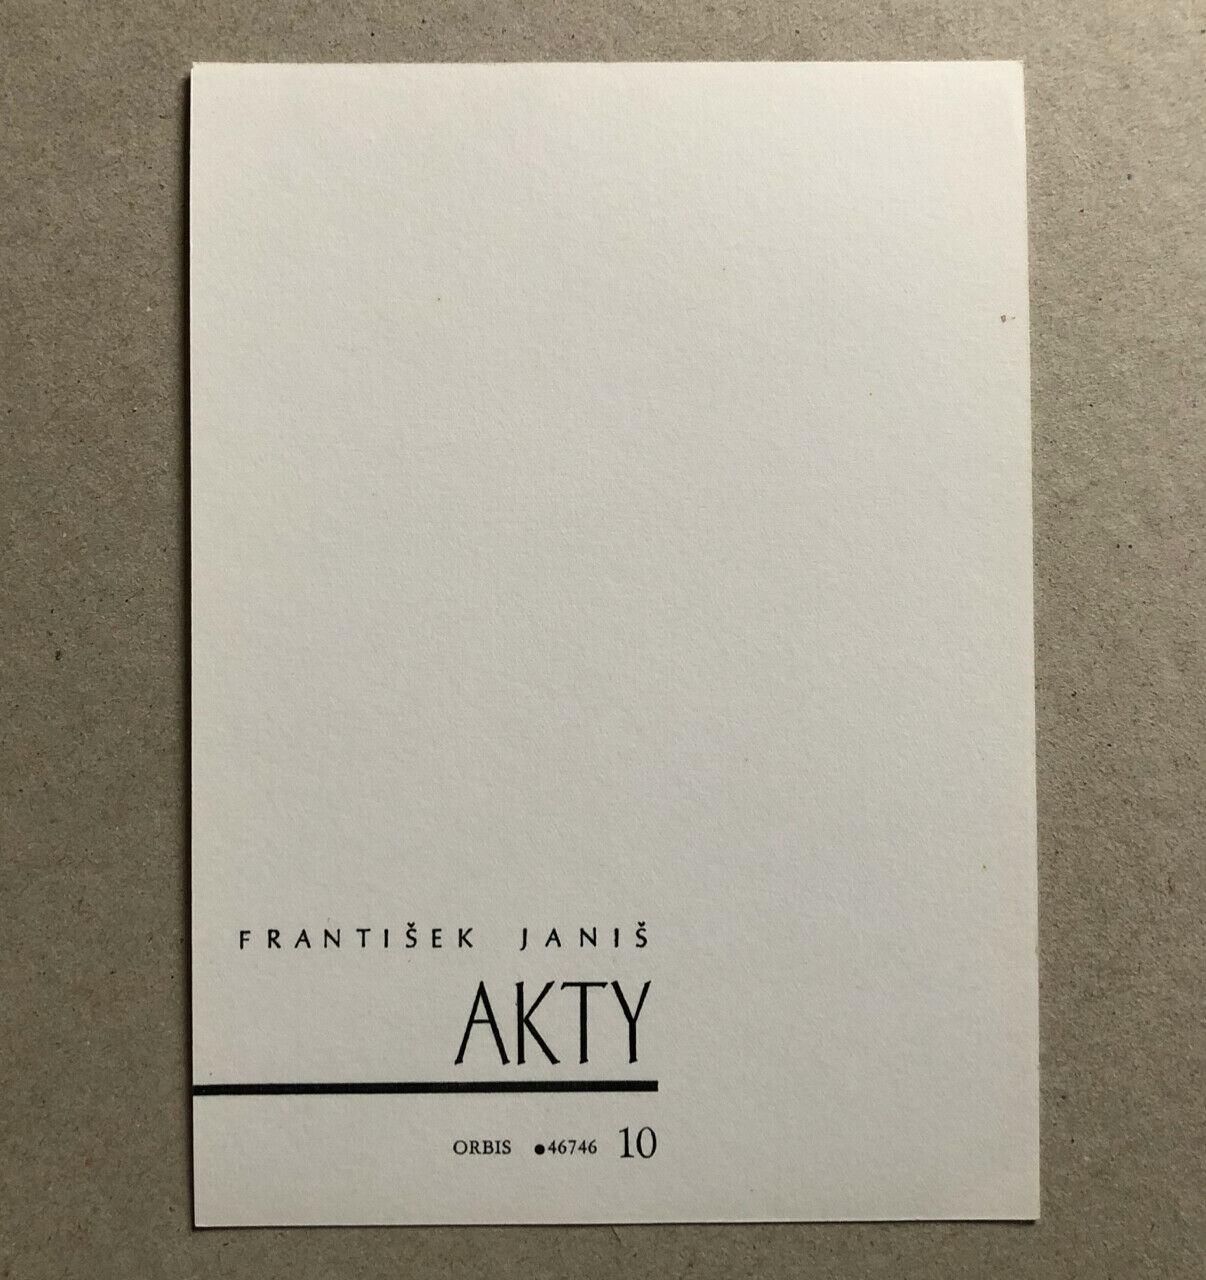 FRANTIŠEK JANIŠ
AKTY
ORBIS ●46746 10